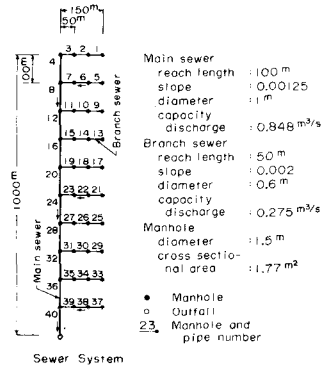 150m
50m
3 2 1
4
100m
7 6 5
8
11 10 9
12
15 14 13
Branch sewer
16
19 18 17
20
1000m
23 22 21
24
27 26 25
28
31 30 29
32
Main sewer
35 34 33
36
39 38 37
40
Sewer System
Main sewer
reach length : 100 m
slope : 0.00125
diameter : 1 m
capacity
discharge : 0.848 m³/s
Branch sewer
reach length : 50 m
slope : 0.002
diameter : 0.6 m
capacity
discharge : 0.275 m³/s
Manhole
diameter : 1.5 m
cross sectio-
nal area : 1.77 m²
Manhole
Outfall
23 Manhole and
pipe number